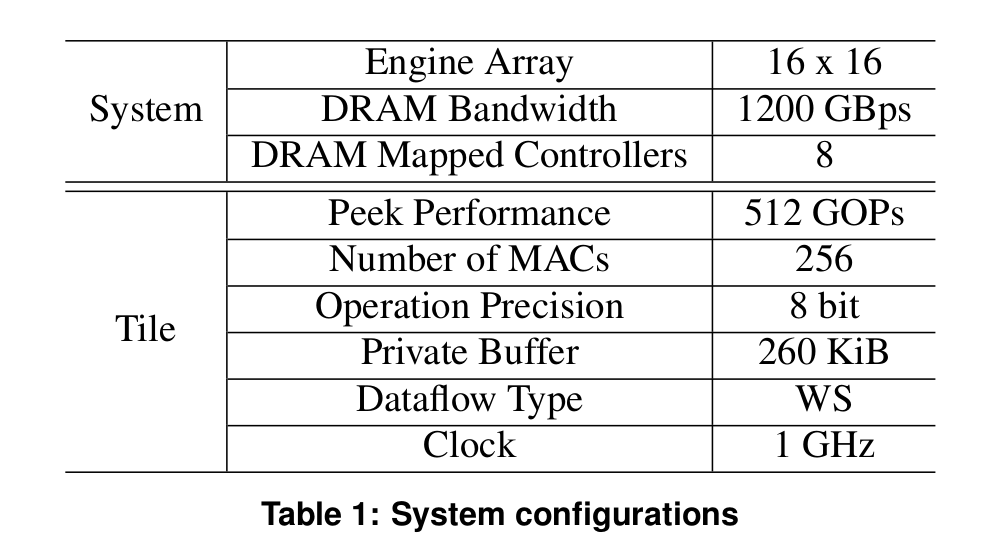 System
Engine Array 16 x 16
DRAM Bandwidth 1200 GBps
DRAM Mapped Controllers 8
Tile
Peek Performance 512 GOPs
Number of MACs 256
Operation Precision 8 bit
Private Buffer 260 KiB
Dataflow Type WS
Clock 1 GHz
Table 1: System configurations